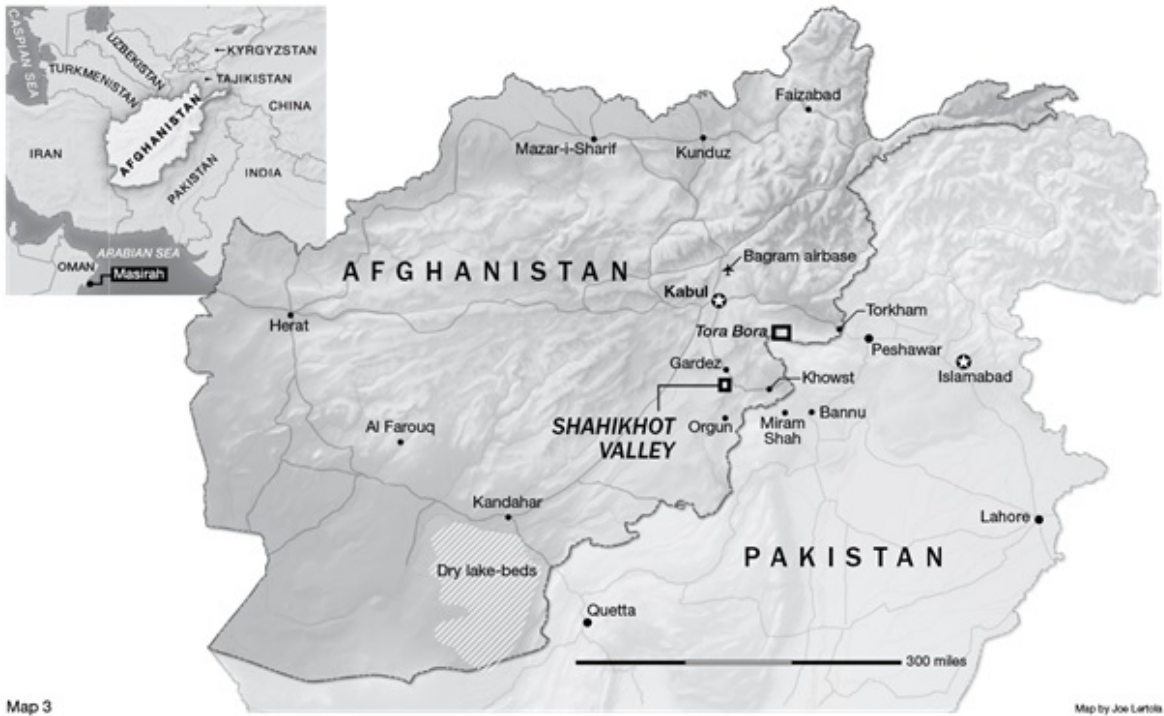 CASPIAN SEA
UZBEKISTAN
KYRGYZSTAN
TURKMENISTAN
TAJIKISTAN
CHINA
AFGHANISTAN
IRAN
PAKISTAN
INDIA
ARABIAN SEA
OMAN
Masirah
Faizabad
Mazar-i-Sharif
Kunduz
AFGHANISTAN
Bagram airbase
Kabul
Herat
Torkham
Tora Bora
Peshawar
Gardez
Islamabad
Khowst
SHAHIKHOT
VALLEY
Al Farouq
Orgun
Miram
Shah
Bannu
Kandahar
Lahore
Dry lake-beds
PAKISTAN
Quetta
300 miles
Map 3
Map by Joe Lertola